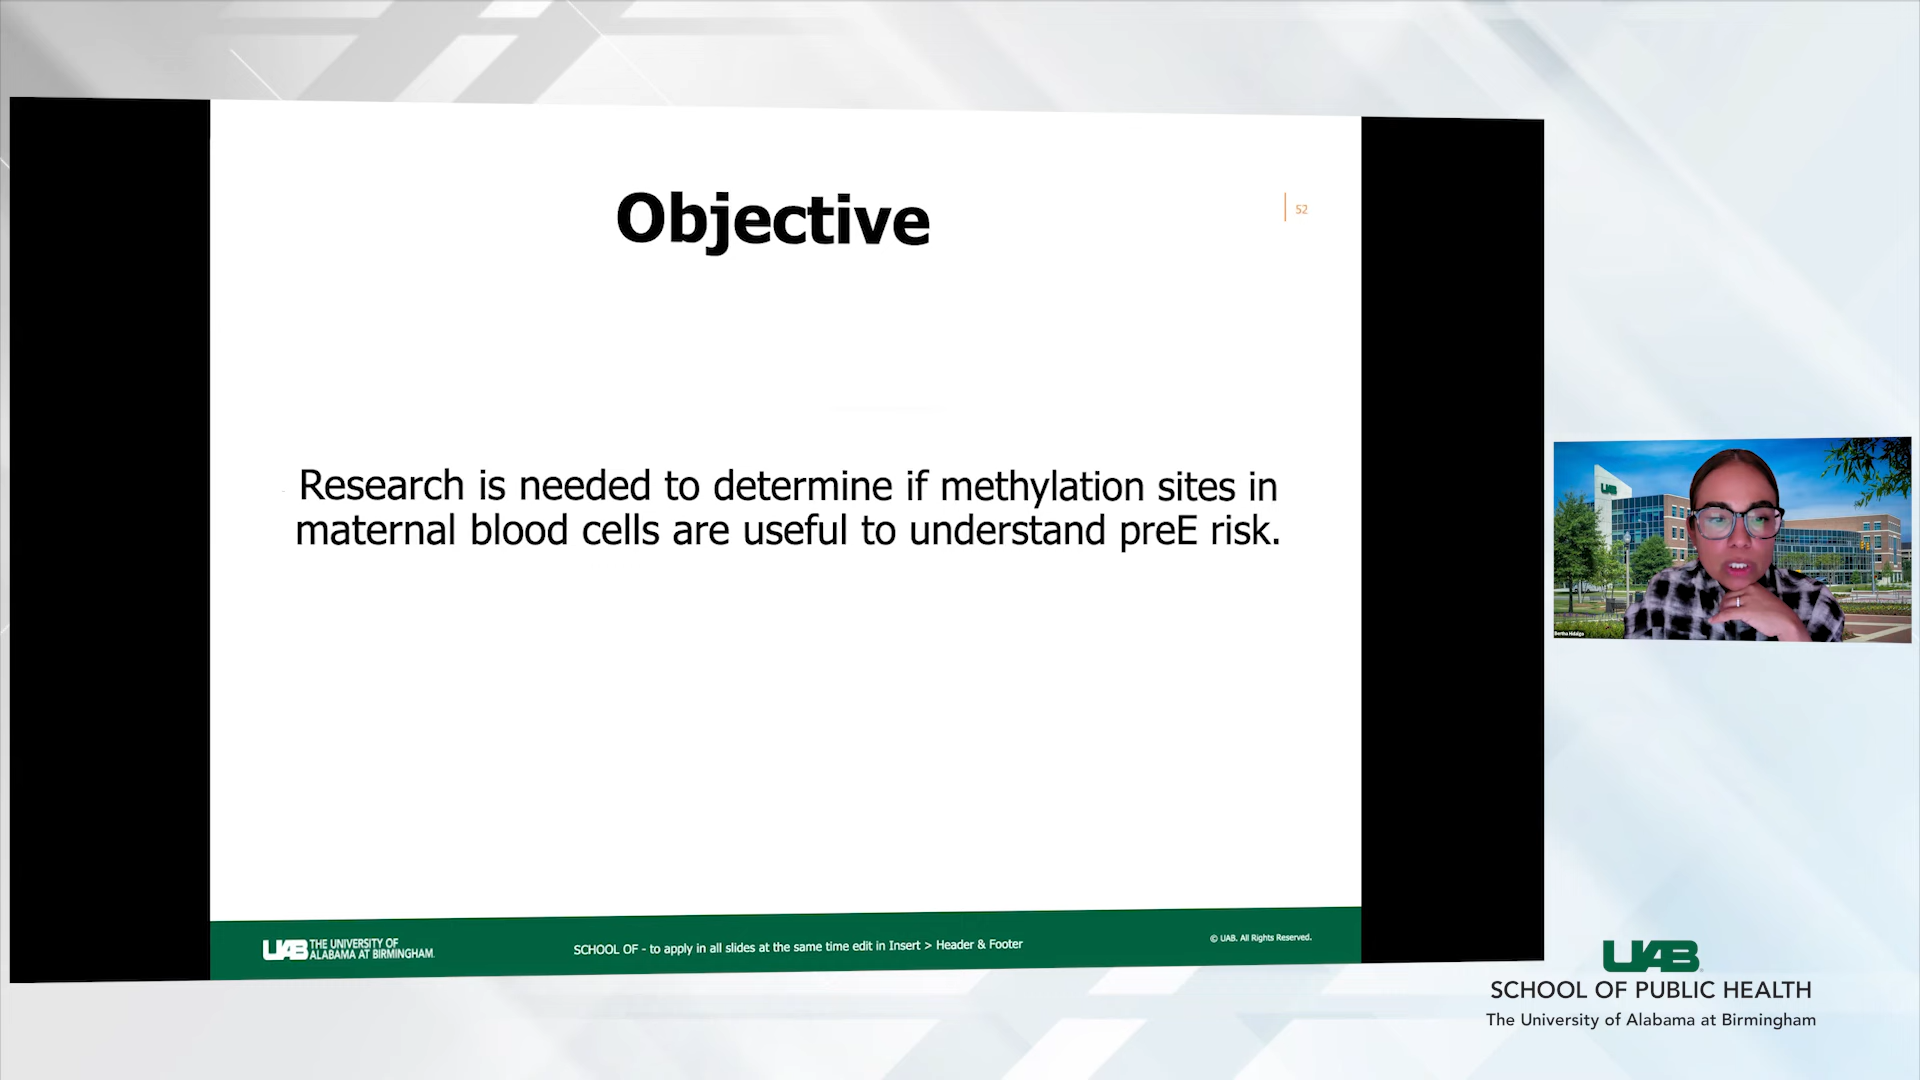 Objective
52
Research is needed to determine if methylation sites in
maternal blood cells are useful to understand preE risk.
UAB THE UNIVERSITY OF
ALABAMA AT BIRMINGHAM.
SCHOOL OF - to apply in all slides at the same time edit in Insert > Header & Footer
© UAB. All Rights Reserved.
UAB
Bertha Hidalgo
UAB
SCHOOL OF PUBLIC HEALTH
The University of Alabama at Birmingham